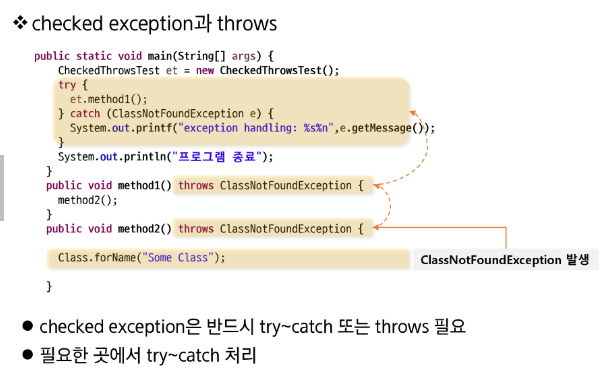 ❖ checked exception과 throws
public static void main(String[] args) {
CheckedThrowsTest et = new CheckedThrowsTest();
try {
et.method1();
} catch (ClassNotFoundException e) {
System.out.printf("exception handling: %s%n",e.getMessage());
}
System.out.println("프로그램 종료");
}
public void method1() throws ClassNotFoundException {
method2();
}
public void method2() throws ClassNotFoundException {
Class.forName("Some Class");
ClassNotFoundException 발생
}
● checked exception은 반드시 try~catch 또는 throws 필요
● 필요한 곳에서 try~catch 처리